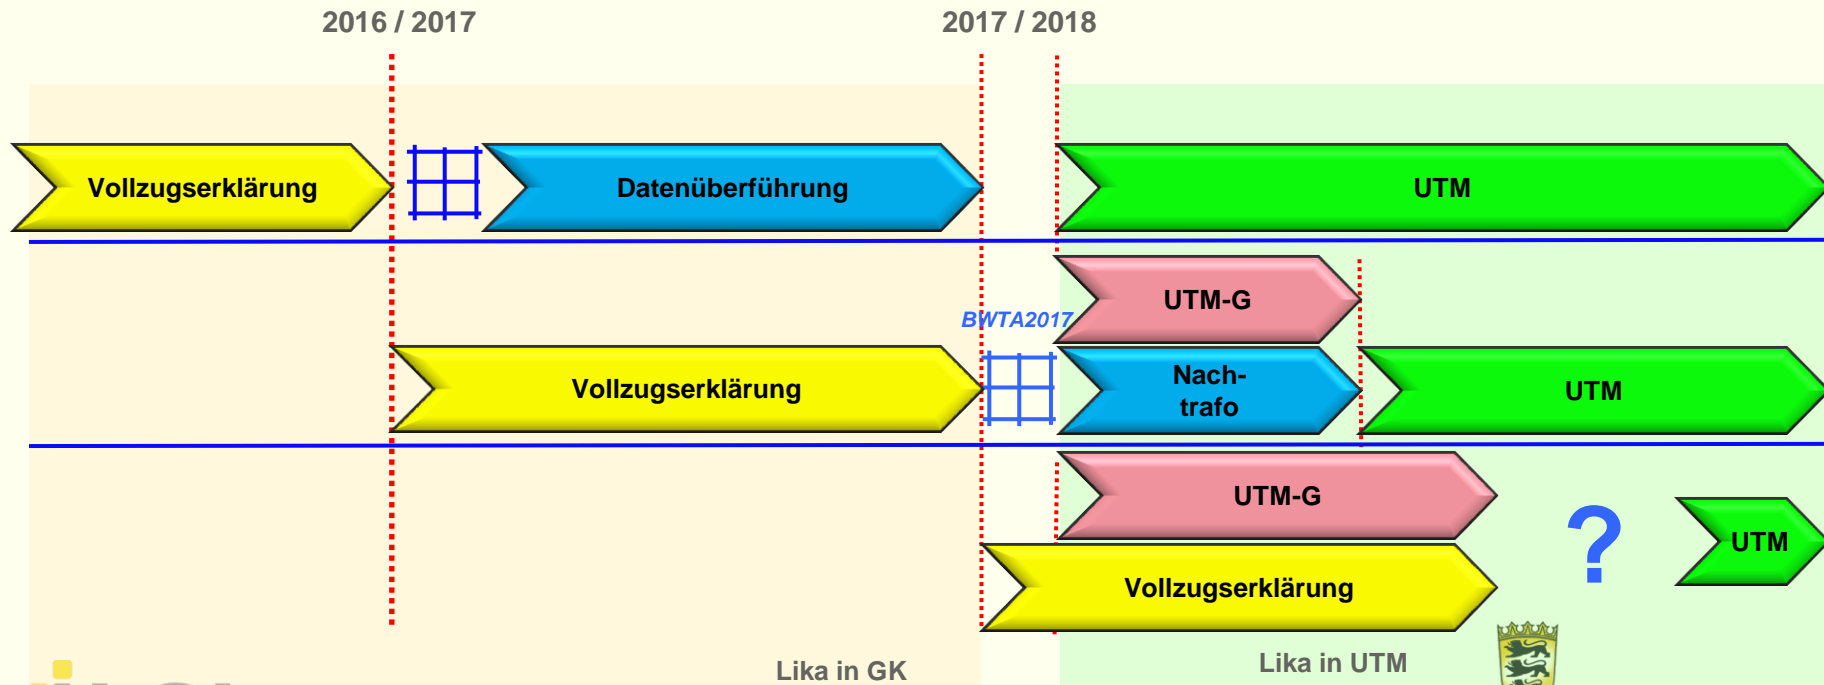 2016 / 2017
2017 / 2018
Vollzugserklärung
Datenüberführung
UTM
UTM-G
BWTA2017
Vollzugserklärung
Nach-
trafo
UTM
UTM-G
?
UTM
Vollzugserklärung
Lika in GK
Lika in UTM